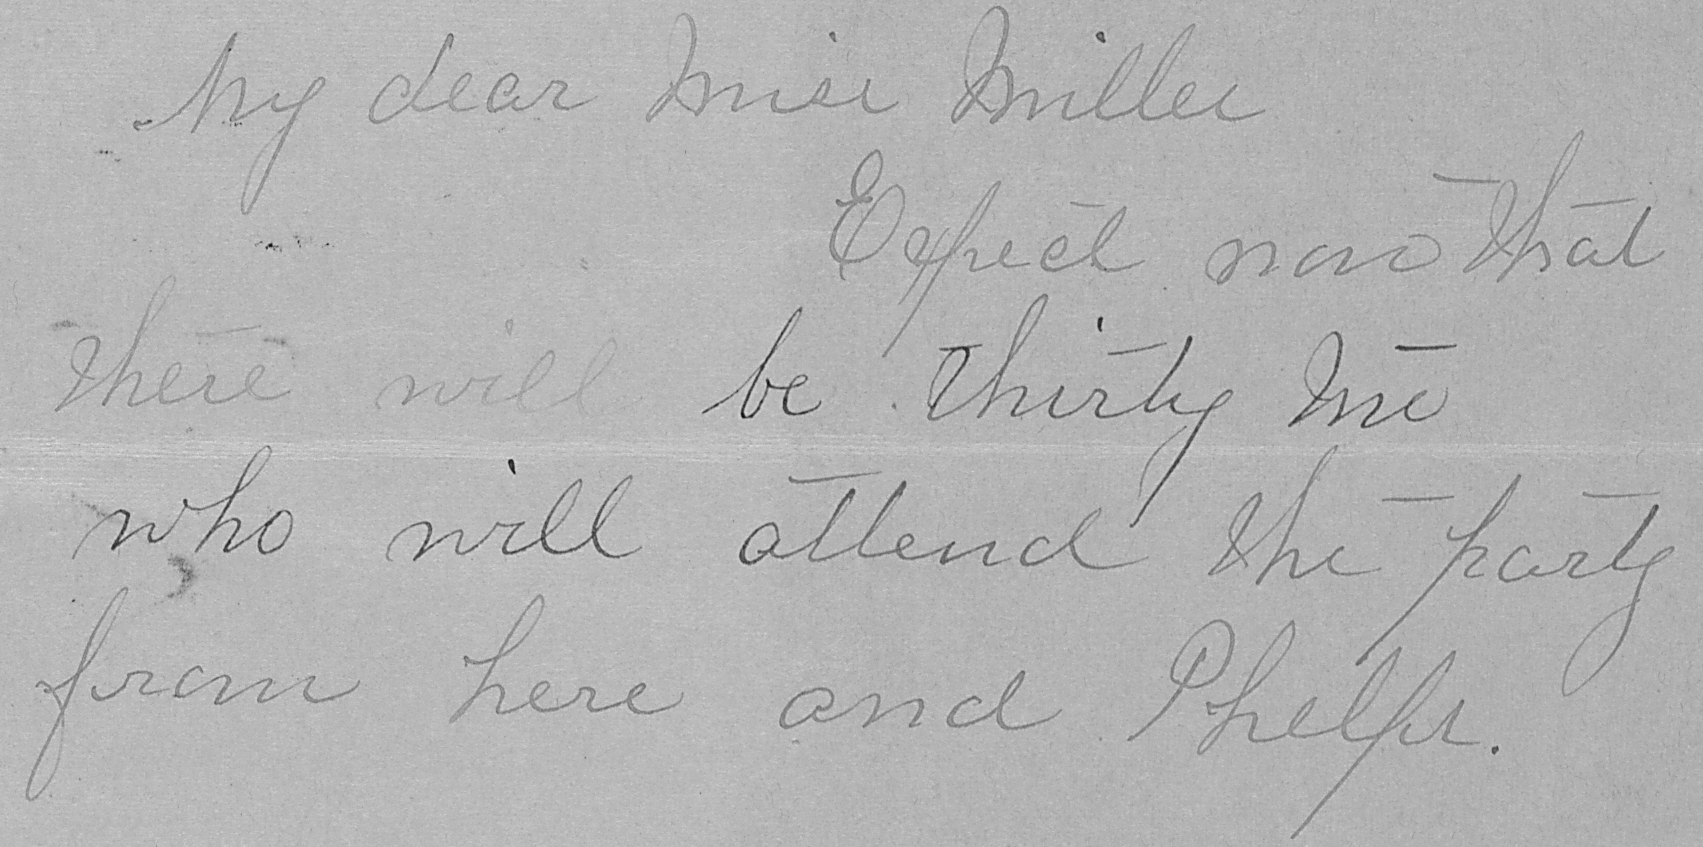 My dear Miss Miller
Expect now that
there will be thirty two
who will attend the party
from here and Phelps.